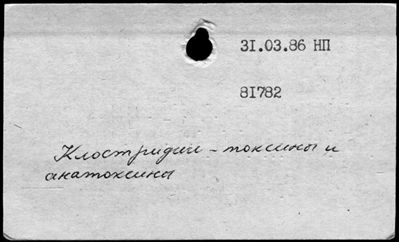 31.03.86 НП
81782
Клостридии - токсины и
анатоксины